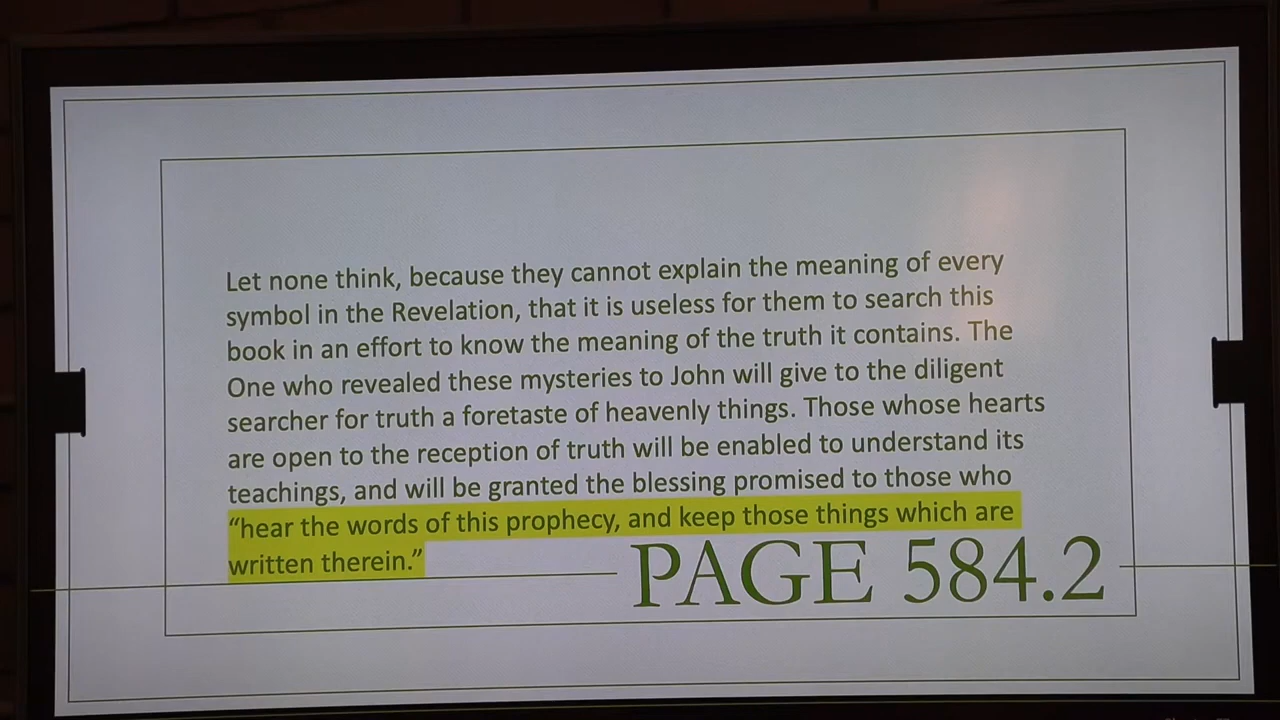 Let none think, because they cannot explain the meaning of every
symbol in the Revelation, that it is useless for them to search this
book in an effort to know the meaning of the truth it contains. The
One who revealed these mysteries to John will give to the diligent
searcher for truth a foretaste of heavenly things. Those whose hearts
are open to the reception of truth will be enabled to understand its
teachings, and will be granted the blessing promised to those who
“hear the words of this prophecy, and keep those things which are
written therein.”
PAGE 584.2